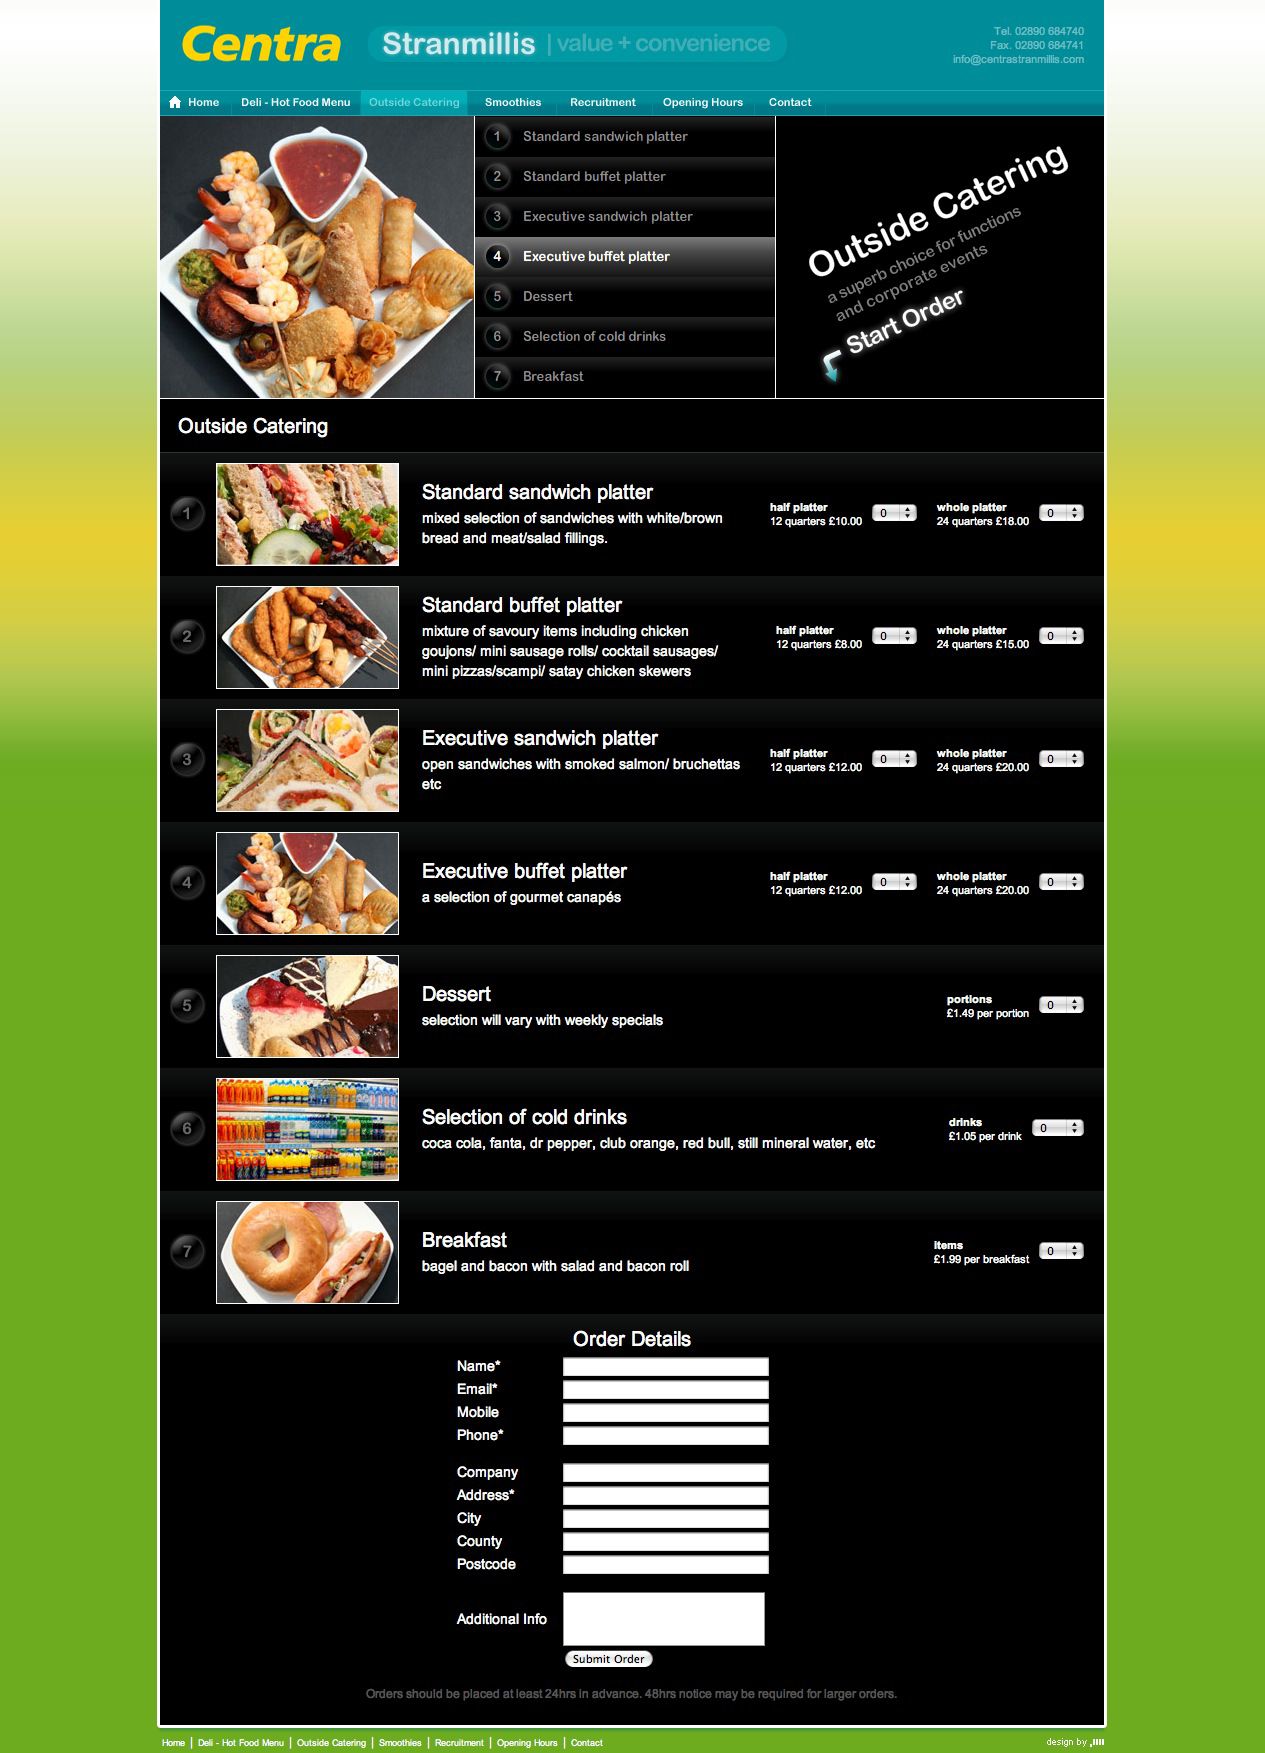 Centra
Stranmillis | value + convenience
Tel. 02890 684740
Fax. 02890 684741
info@centrastranmillis.com
Home
Deli - Hot Food Menu
Outside Catering
Smoothies
Recruitment
Opening Hours
Contact
1 Standard sandwich platter
2 Standard buffet platter
3 Executive sandwich platter
4 Executive buffet platter
5 Dessert
6 Selection of cold drinks
7 Breakfast
Outside Catering
a superb choice for functions
and corporate events
Start Order
Outside Catering
1
Standard sandwich platter
mixed selection of sandwiches with white/brown
bread and meat/salad fillings.
half platter
12 quarters £10.00
0
whole platter
24 quarters £18.00
0
2
Standard buffet platter
mixture of savoury items including chicken
goujons/ mini sausage rolls/ cocktail sausages/
mini pizzas/scampi/ satay chicken skewers
half platter
12 quarters £8.00
0
whole platter
24 quarters £15.00
0
3
Executive sandwich platter
open sandwiches with smoked salmon/ bruchettas
etc
half platter
12 quarters £12.00
0
whole platter
24 quarters £20.00
0
4
Executive buffet platter
a selection of gourmet canapés
half platter
12 quarters £12.00
0
whole platter
24 quarters £20.00
0
5
Dessert
selection will vary with weekly specials
portions
£1.49 per portion
0
6
Selection of cold drinks
coca cola, fanta, dr pepper, club orange, red bull, still mineral water, etc
drinks
£1.05 per drink
0
7
Breakfast
bagel and bacon with salad and bacon roll
items
£1.99 per breakfast
0
Order Details
Name*
Email*
Mobile
Phone*
Company
Address*
City
County
Postcode
Additional Info
Submit Order
Orders should be placed at least 24hrs in advance. 48hrs notice may be required for larger orders.
Home | Deli - Hot Food Menu | Outside Catering | Smoothies | Recruitment | Opening Hours | Contact
design by